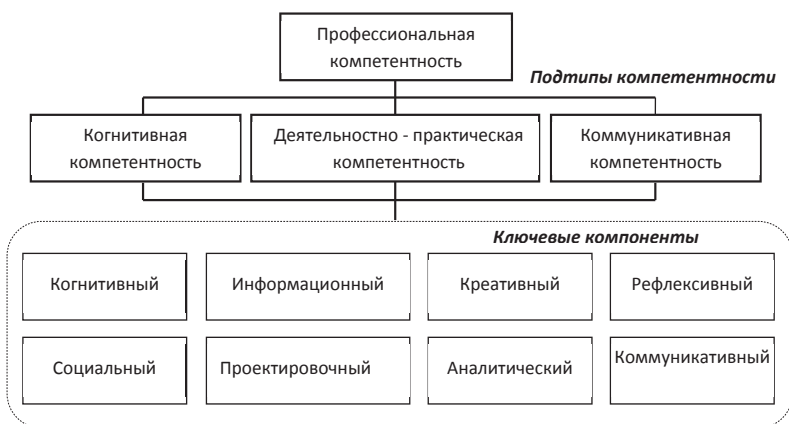 Профессиональная
компетентность
Подтипы компетентности
Когнитивная
компетентность
Деятельностно - практическая
компетентность
Коммуникативная
компетентность
Ключевые компоненты
Когнитивный
Информационный
Креативный
Рефлексивный
Социальный
Проектировочный
Аналитический
Коммуникативный